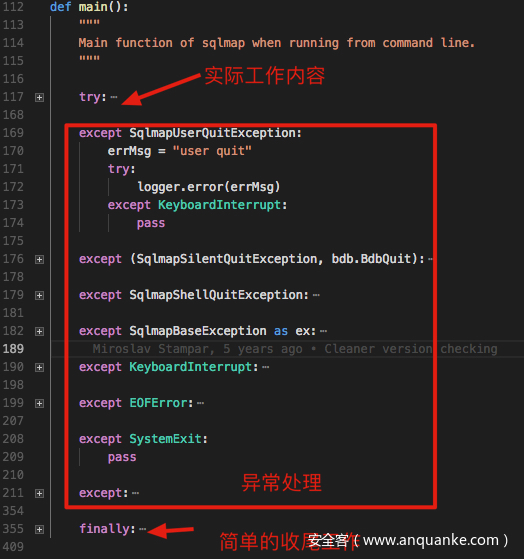 112 def main():
113 """
114 Main function of sqlmap when running from command line.
115 """
116
117 try:⋯
实际工作内容
168
169 except SqlmapUserQuitException:
170 errMsg = "user quit"
171 try:
172 logger.error(errMsg)
173 except KeyboardInterrupt:
174 pass
175
176 except (SqlmapSilentQuitException, bdb.BdbQuit):⋯
178
179 except SqlmapShellQuitException:⋯
181
182 except SqlmapBaseException as ex:⋯
189 Miroslav Stampar, 5 years ago • Cleaner version checking
190 except KeyboardInterrupt:⋯
198
199 except EOFError:⋯
207
208 except SystemExit:
209 pass
210
异常处理
211 except:⋯
354
355 finally:⋯
简单的收尾工作
安全客（www.anquanke.com）
409